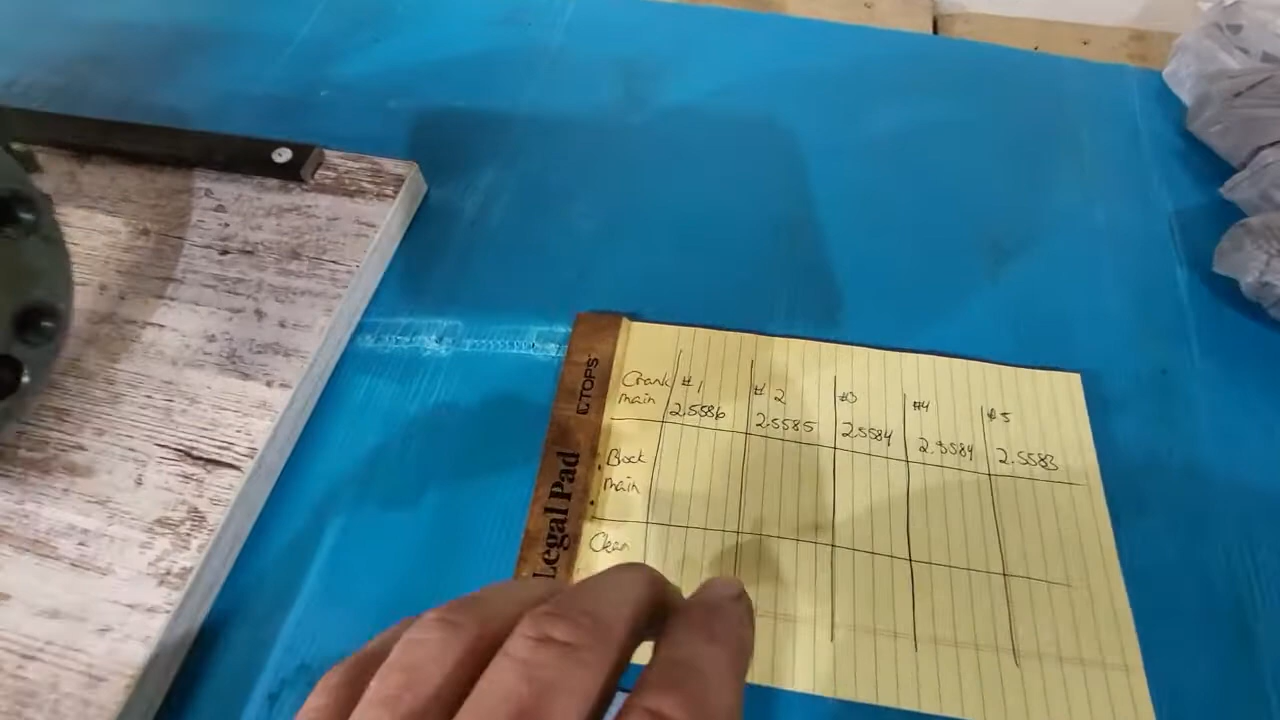 TOPS
Legal Pad
Crank main #1 #2 #3 #4 #5
2.5586 2.5585 2.5584 2.5584 2.5583
Block
main
Clean